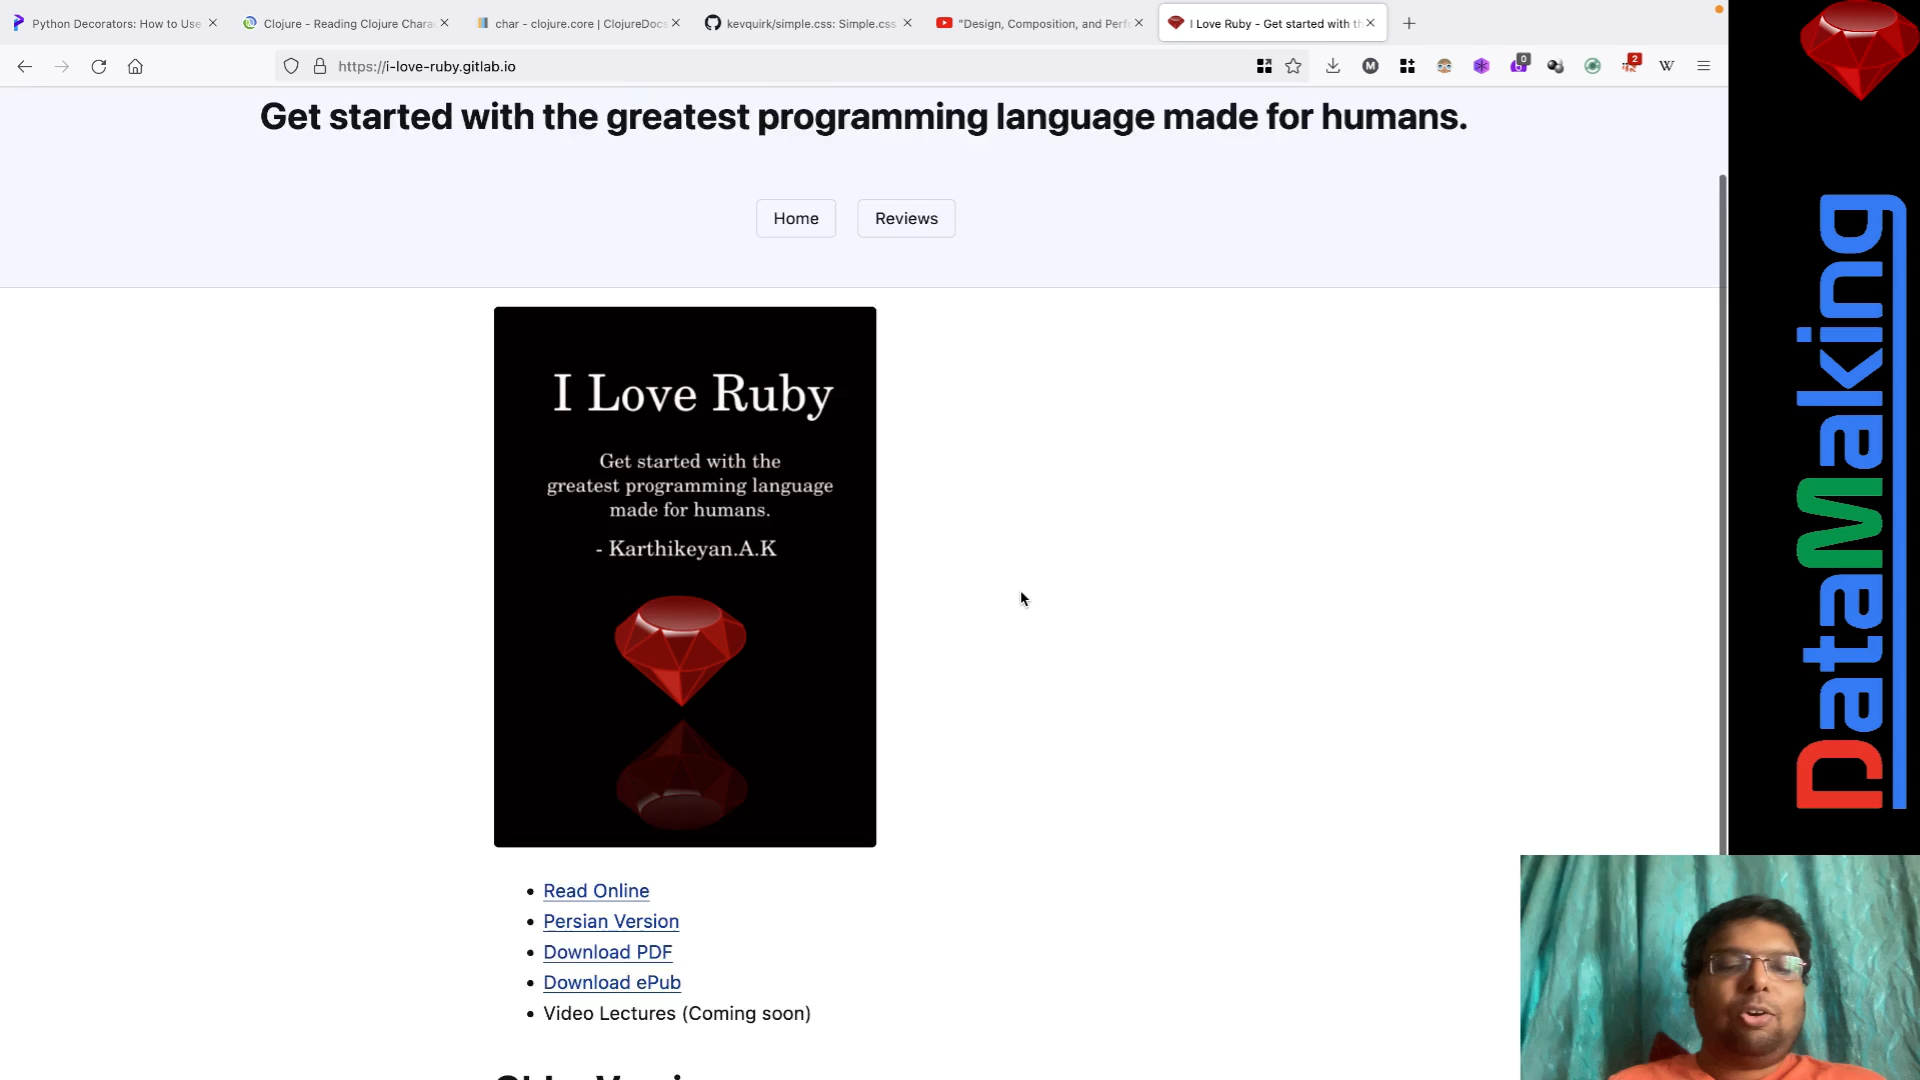 Python Decorators: How to Use
Clojure - Reading Clojure Chara
char - clojure.core | ClojureDocs
kevquirk/simple.css: Simple.css
"Design, Composition, and Perfo
I Love Ruby - Get started with th
https://i-love-ruby.gitlab.io
M
0
2
W
Get started with the greatest programming language made for humans.
Home
Reviews
I Love Ruby
Get started with the
greatest programming language
made for humans.
- Karthikeyan.A.K
Read Online
Persian Version
Download PDF
Download ePub
Video Lectures (Coming soon)
DataMaking